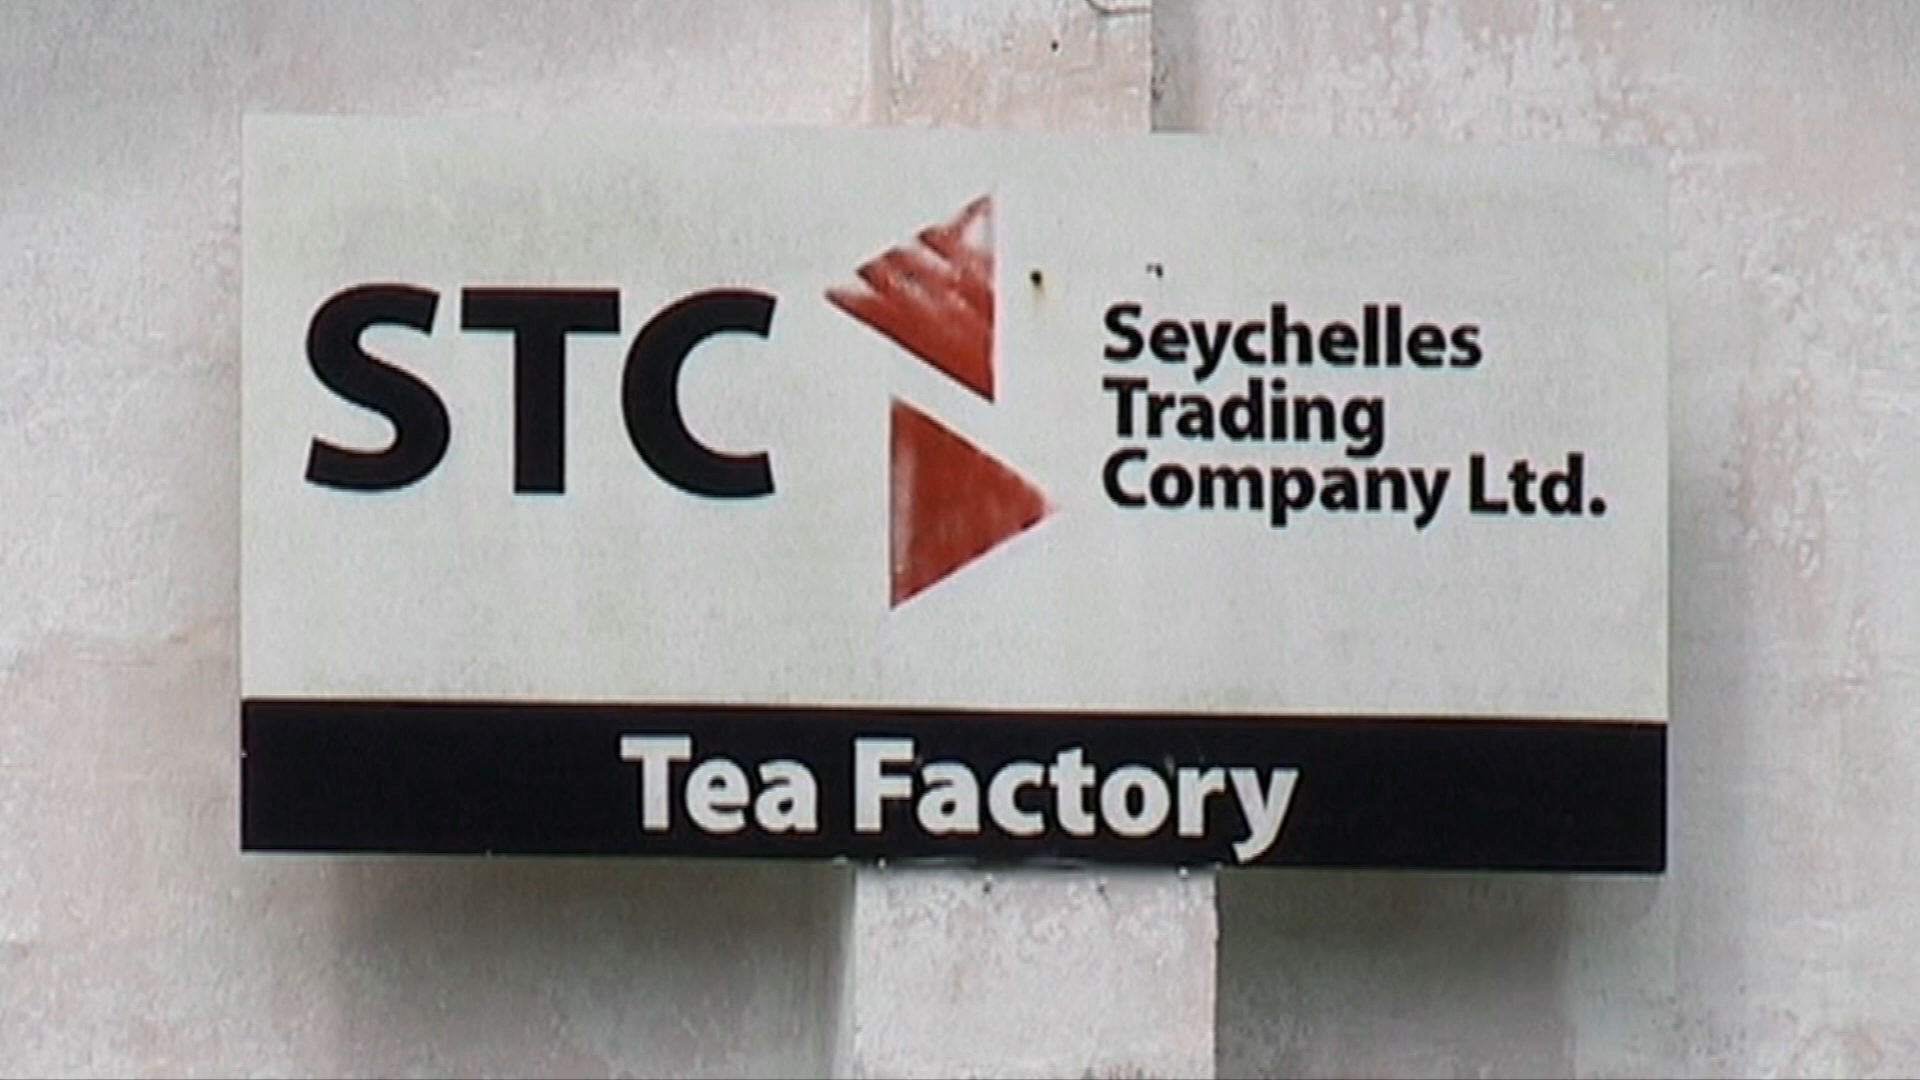 STC
Seychelles
Trading
Company Ltd.
Tea Factory